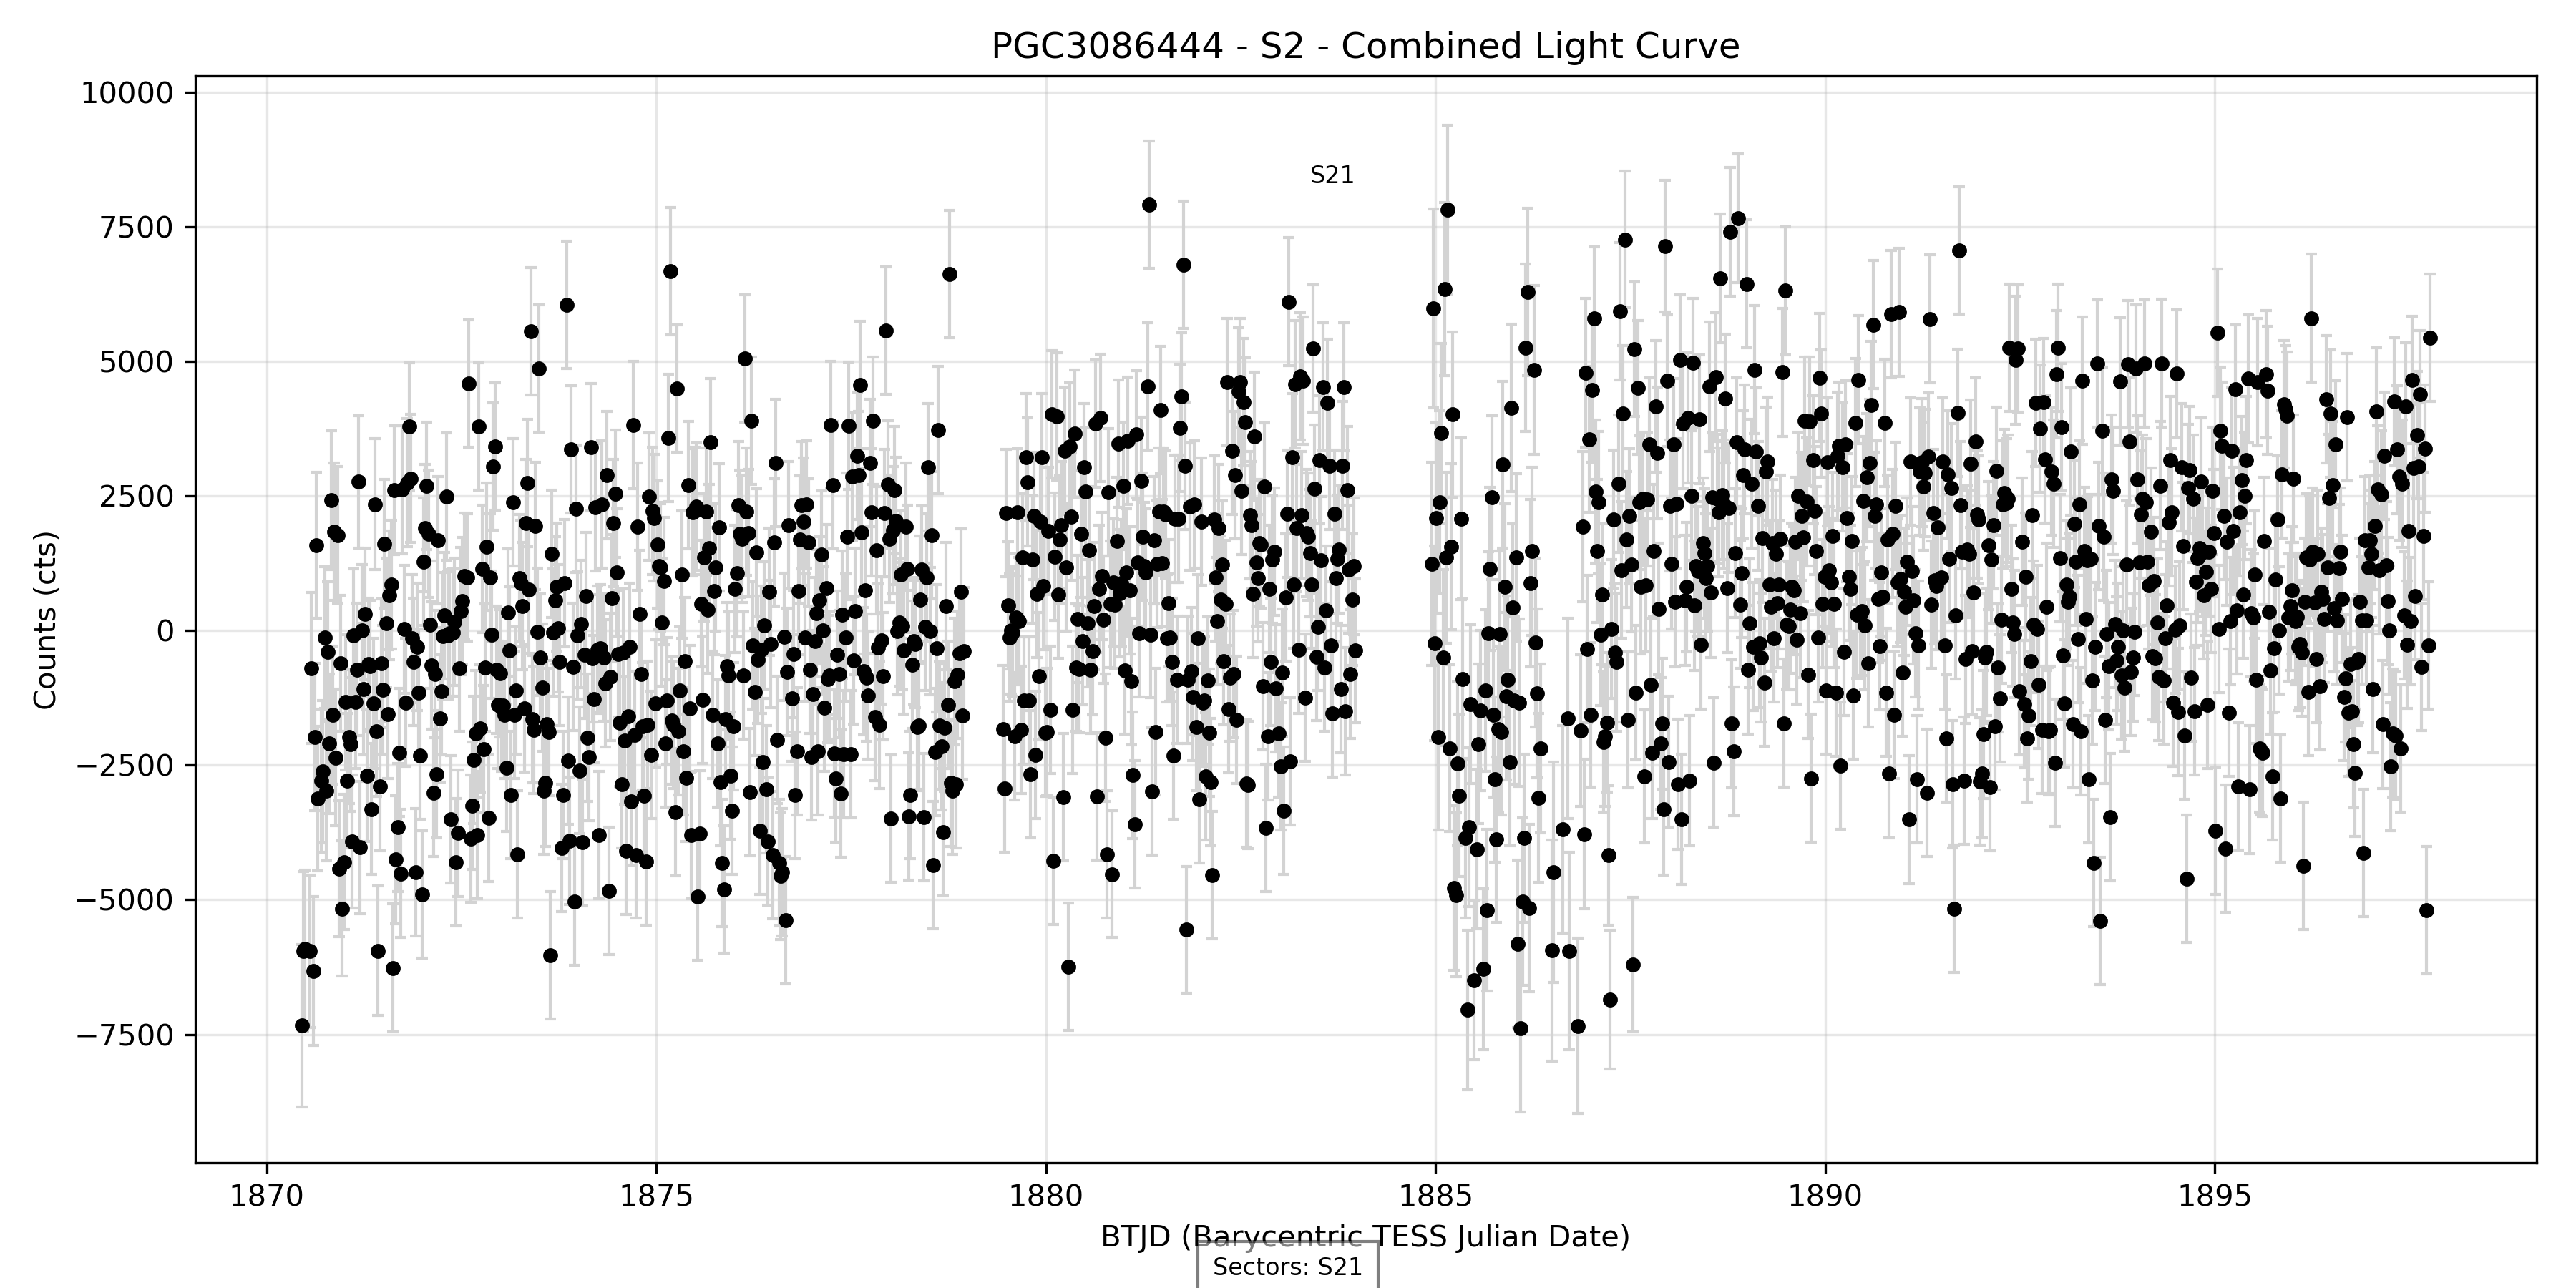 PGC3086444 - S2 - Combined Light Curve
10000
7500
5000
2500
0
−2500
−5000
−7500
Counts (cts)
S21
1870
1875
1880
1885
1890
1895
BTJD (Barycentric TESS Julian Date)
Sectors: S21